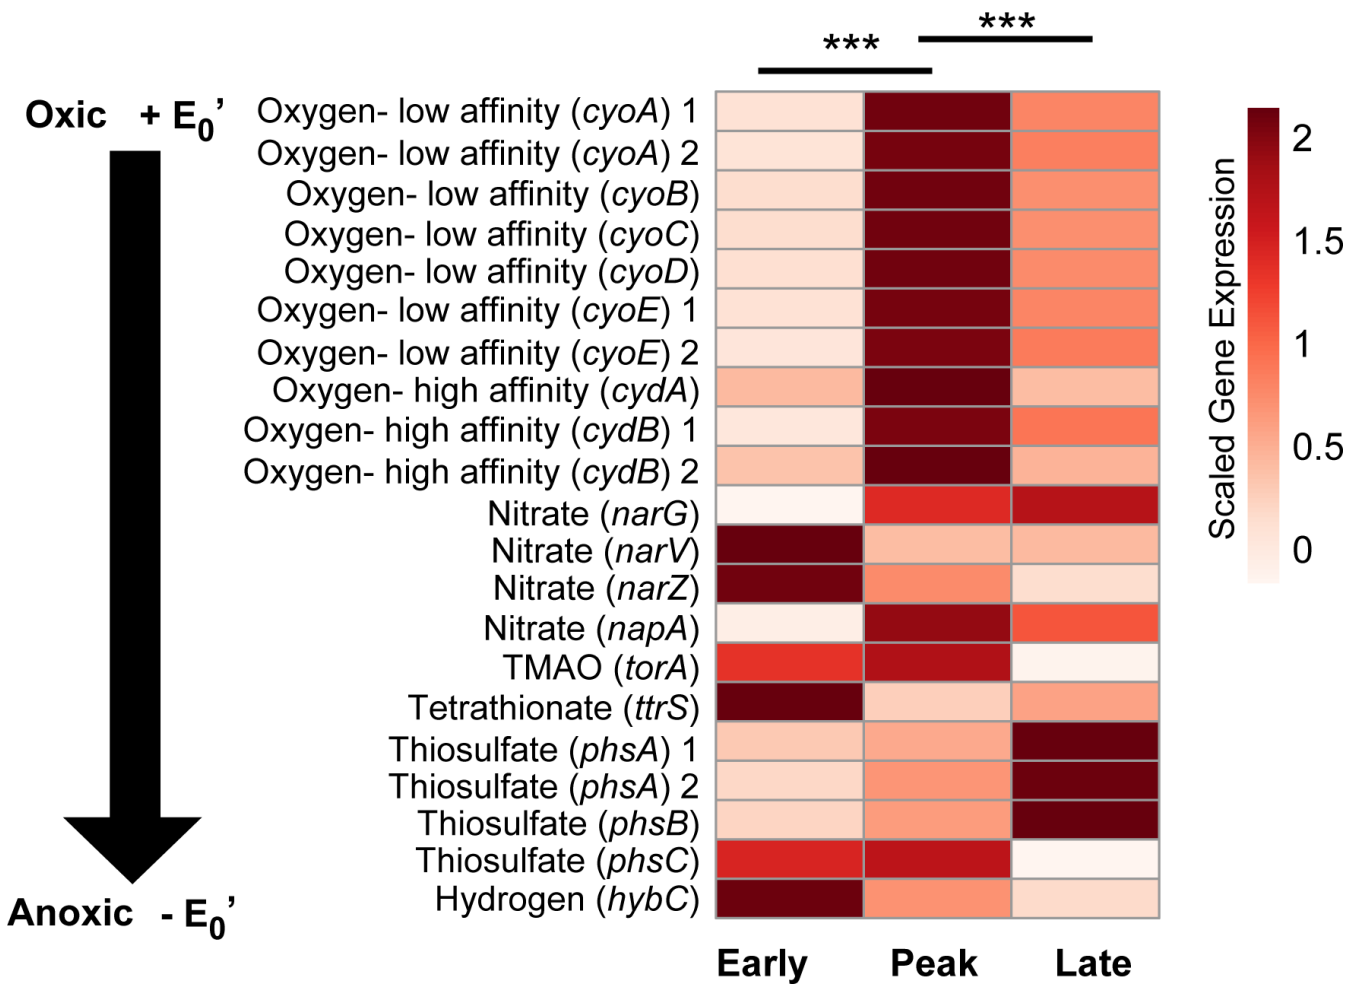 ***
***
Oxic + E0’
Oxygen- low affinity (cyoA) 1
Oxygen- low affinity (cyoA) 2
Oxygen- low affinity (cyoB)
Oxygen- low affinity (cyoC)
Oxygen- low affinity (cyoD)
Oxygen- low affinity (cyoE) 1
Oxygen- low affinity (cyoE) 2
Oxygen- high affinity (cydA)
Oxygen- high affinity (cydB) 1
Oxygen- high affinity (cydB) 2
Nitrate (narG)
Nitrate (narV)
Nitrate (narZ)
Nitrate (napA)
TMAO (torA)
Tetrathionate (ttrS)
Thiosulfate (phsA) 1
Thiosulfate (phsA) 2
Thiosulfate (phsB)
Thiosulfate (phsC)
Hydrogen (hybC)
Anoxic - E0’
Early Peak Late
Scaled Gene Expression
2
1.5
1
0.5
0